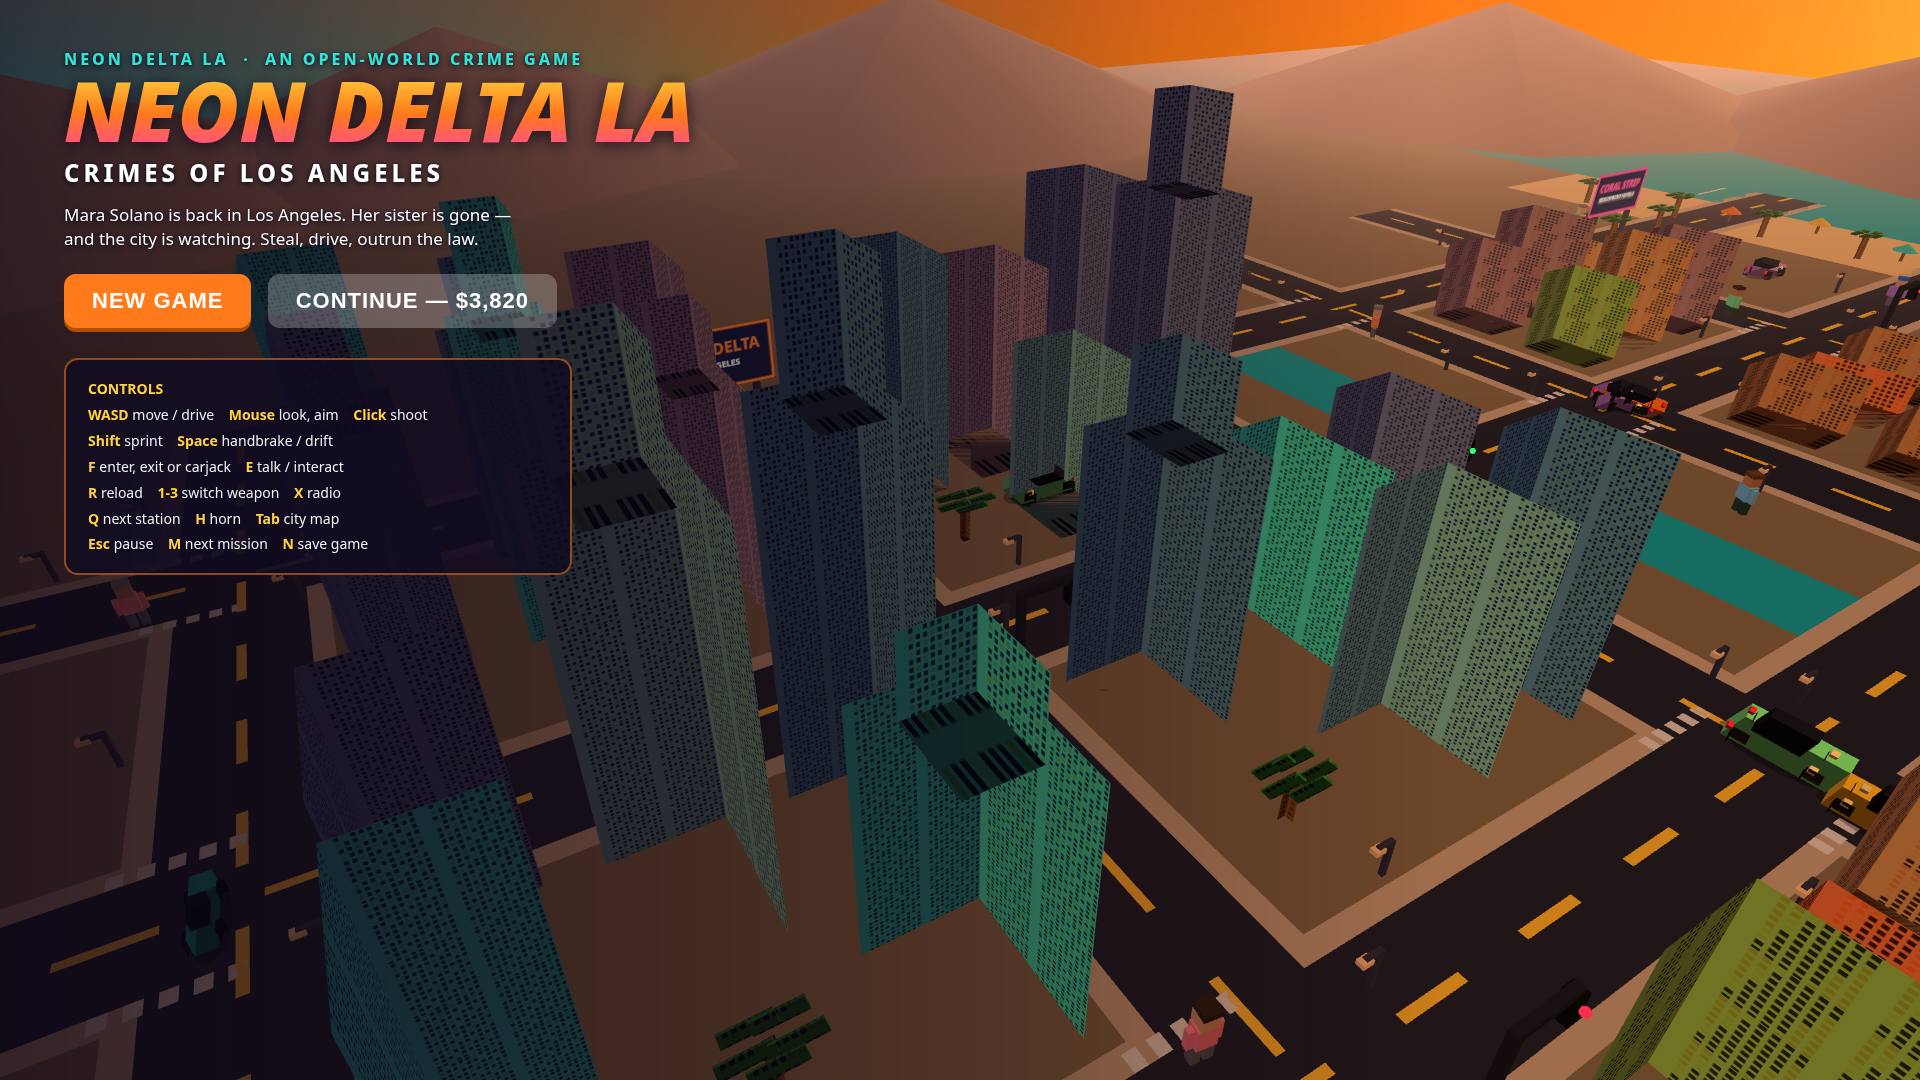 NEON DELTA LA · AN OPEN-WORLD CRIME GAME
NEON DELTA LA
CRIMES OF LOS ANGELES
Mara Solano is back in Los Angeles. Her sister is gone —
and the city is watching. Steal, drive, outrun the law.
NEW GAME CONTINUE — $3,820
CONTROLS
WASD move / drive Mouse look, aim Click shoot
Shift sprint Space handbrake / drift
F enter, exit or carjack E talk / interact
R reload 1-3 switch weapon X radio
Q next station H horn Tab city map
Esc pause M next mission N save game
DELTA
GELES
CORAL STRIP